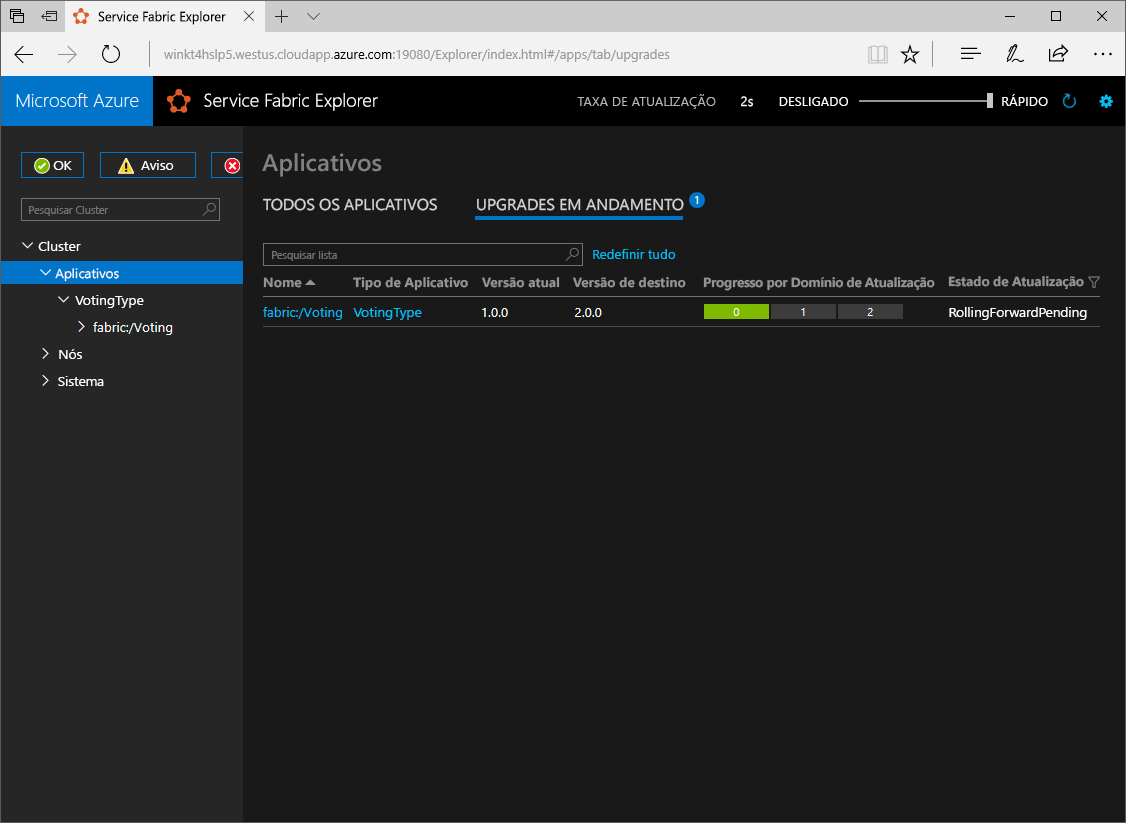 Service Fabric Explorer
winkt4hslp5.westus.cloudapp.azure.com:19080/Explorer/index.html#/apps/tab/upgrades
Microsoft Azure
Service Fabric Explorer
TAXA DE ATUALIZAÇÃO 2s DESLIGADO RÁPIDO
OK Aviso
Pesquisar Cluster
Cluster
Aplicativos
VotingType
fabric:/Voting
Nós
Sistema
Aplicativos
TODOS OS APLICATIVOS UPGRADES EM ANDAMENTO 1
Pesquisar lista Redefinir tudo
Nome Tipo de Aplicativo Versão atual Versão de destino Progresso por Domínio de Atualização Estado de Atualização
fabric:/Voting VotingType 1.0.0 2.0.0 0 1 2 RollingForwardPending